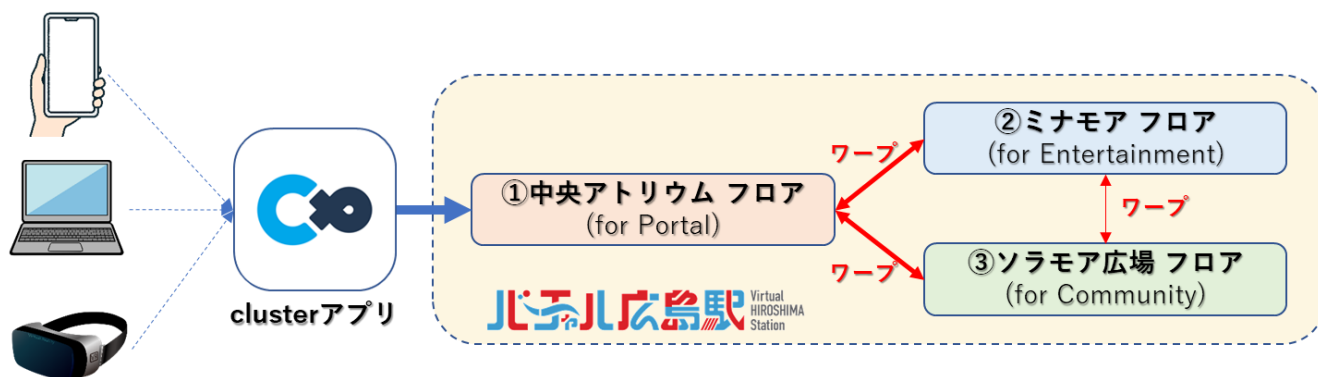 clusterアプリ
①中央アトリウム フロア
(for Portal)
ワープ
②ミナモア フロア
(for Entertainment)
ワープ
ワープ
③ソラモア広場 フロア
(for Community)
バーチャル広島駅
Virtual
HIROSHIMA
Station